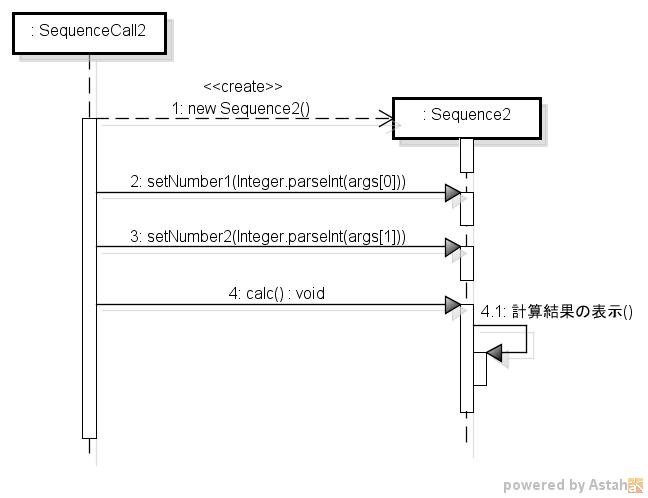 : SequenceCall2
<<create>>
1: new Sequence2()
: Sequence2
2: setNumber1(Integer.parseInt(args[0]))
3: setNumber2(Integer.parseInt(args[1]))
4: calc() : void
4.1: 計算結果の表示()
powered by Astah